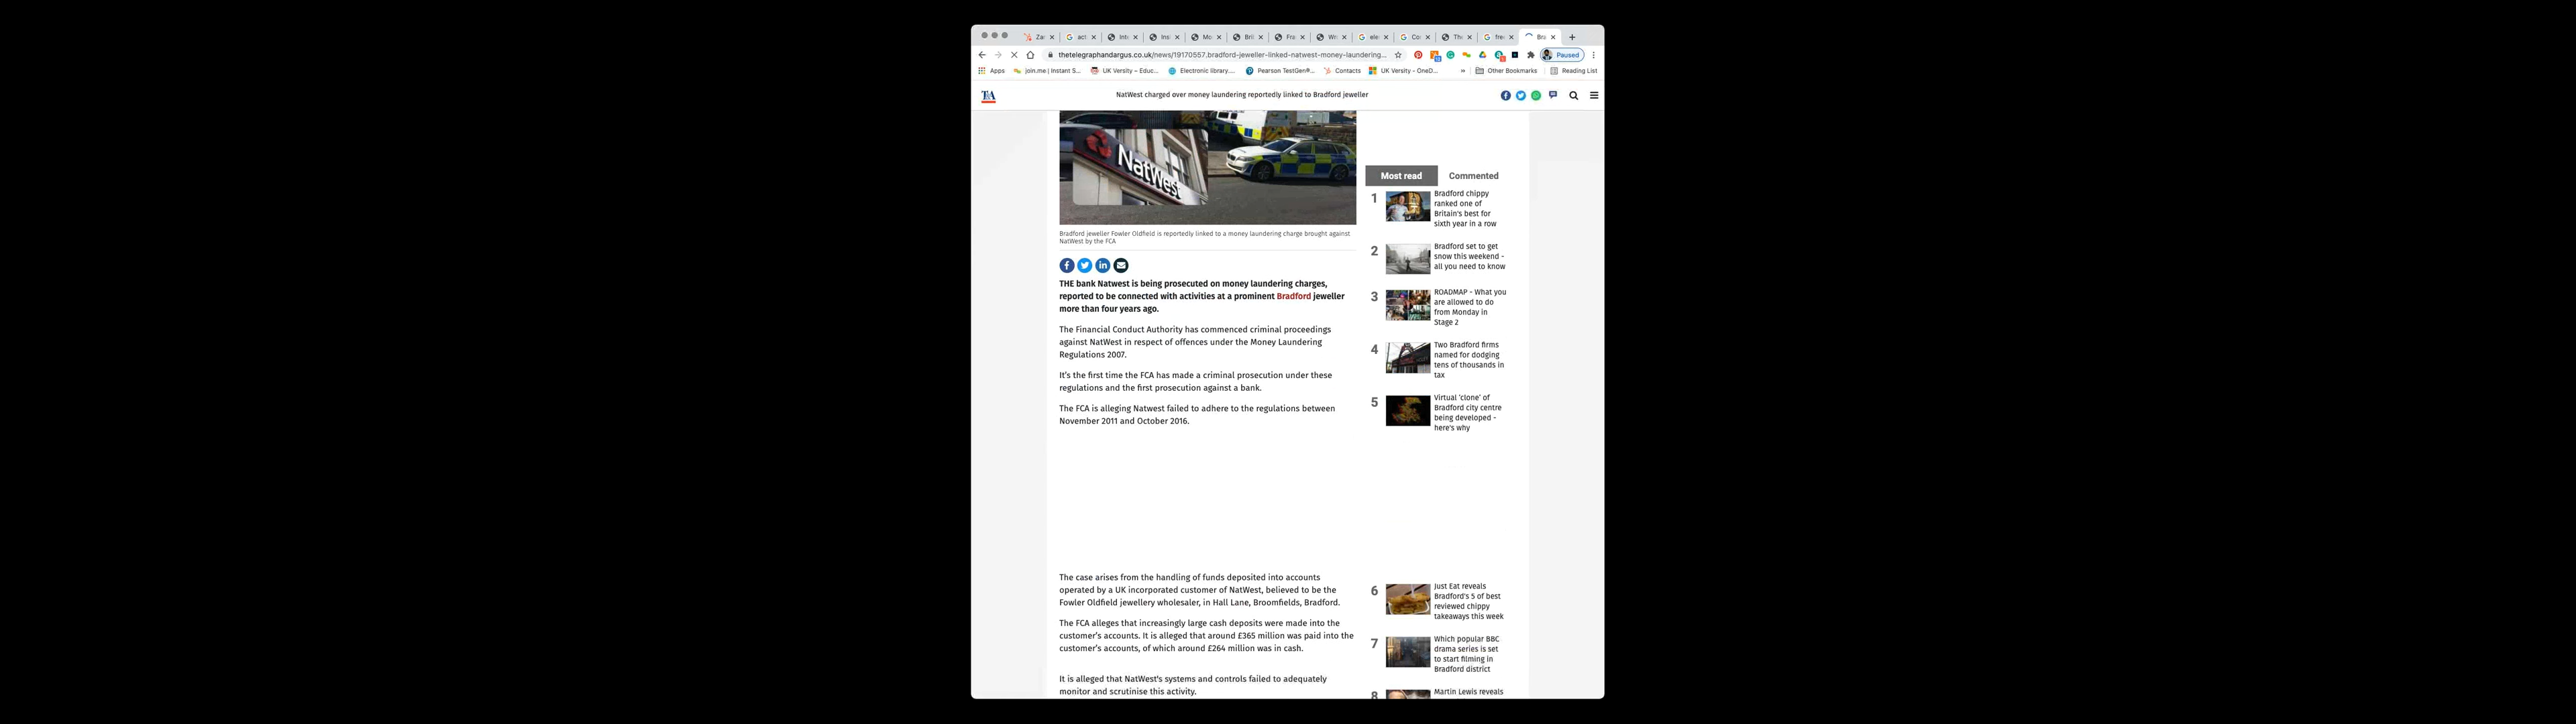 Za
act
Inte
Ins
Mo
Bri
Fro
Wri
ele
Co
The
fre
Bra
thetelegraphandargus.co.uk/news/19170557.bradford-jeweller-linked-natwest-money-laundering...
Paused
Apps
join.me | Instant S...
UK Versity – Educ...
Electronic library....
Pearson TestGen®...
Contacts
UK Versity - OneD...
»
Other Bookmarks
Reading List
T&A
NatWest charged over money laundering reportedly linked to Bradford jeweller
NatWest
Bradford jeweller Fowler Oldfield is reportedly linked to a money laundering charge brought against
NatWest by the FCA
THE bank Natwest is being prosecuted on money laundering charges,
reported to be connected with activities at a prominent Bradford jeweller
more than four years ago.
The Financial Conduct Authority has commenced criminal proceedings
against NatWest in respect of offences under the Money Laundering
Regulations 2007.
It's the first time the FCA has made a criminal prosecution under these
regulations and the first prosecution against a bank.
The FCA is alleging Natwest failed to adhere to the regulations between
November 2011 and October 2016.
The case arises from the handling of funds deposited into accounts
operated by a UK incorporated customer of NatWest, believed to be the
Fowler Oldfield jewellery wholesaler, in Hall Lane, Broomfields, Bradford.
The FCA alleges that increasingly large cash deposits were made into the
customer's accounts. It is alleged that around £365 million was paid into the
customer's accounts, of which around £264 million was in cash.
It is alleged that NatWest's systems and controls failed to adequately
monitor and scrutinise this activity.
Most read
Commented
1
Bradford chippy
ranked one of
Britain's best for
sixth year in a row
2
Bradford set to get
snow this weekend -
all you need to know
3
ROADMAP - What you
are allowed to do
from Monday in
Stage 2
4
Two Bradford firms
named for dodging
tens of thousands in
tax
5
Virtual 'clone' of
Bradford city centre
being developed -
here's why
6
Just Eat reveals
Bradford's 5 of best
reviewed chippy
takeaways this week
7
Which popular BBC
drama series is set
to start filming in
Bradford district
8
Martin Lewis reveals